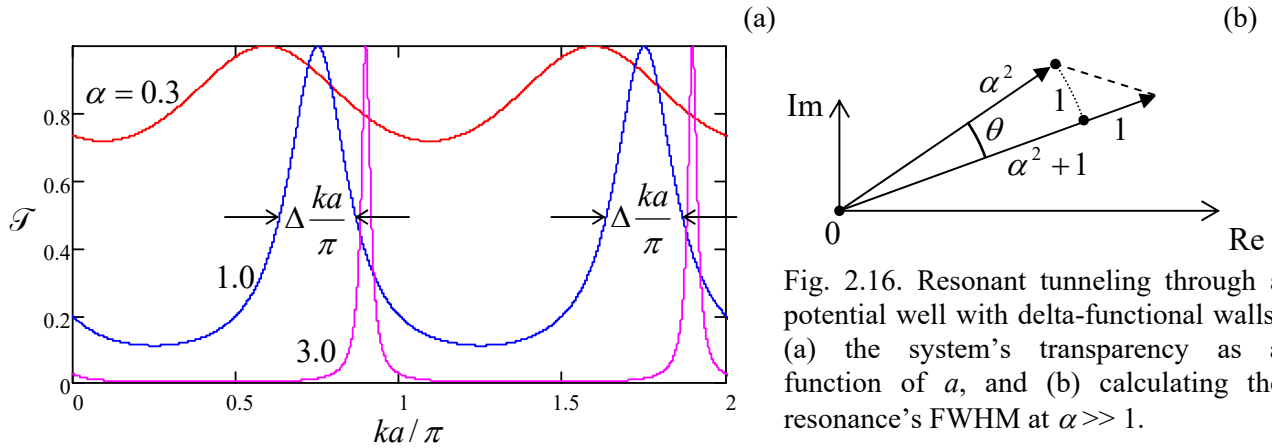 (a)
(b)
α = 0.3
0.8
0.6
𝒯
0.4
0.2
0
1.0
3.0
Δ ka/π
Δ ka/π
0
0.5
1
1.5
2
ka / π
Im
α²
1
θ
1
α² + 1
0
Re
Fig. 2.16. Resonant tunneling through
potential well with delta-functional walls
(a) the system’s transparency as
function of a, and (b) calculating the
resonance’s FWHM at α >> 1.